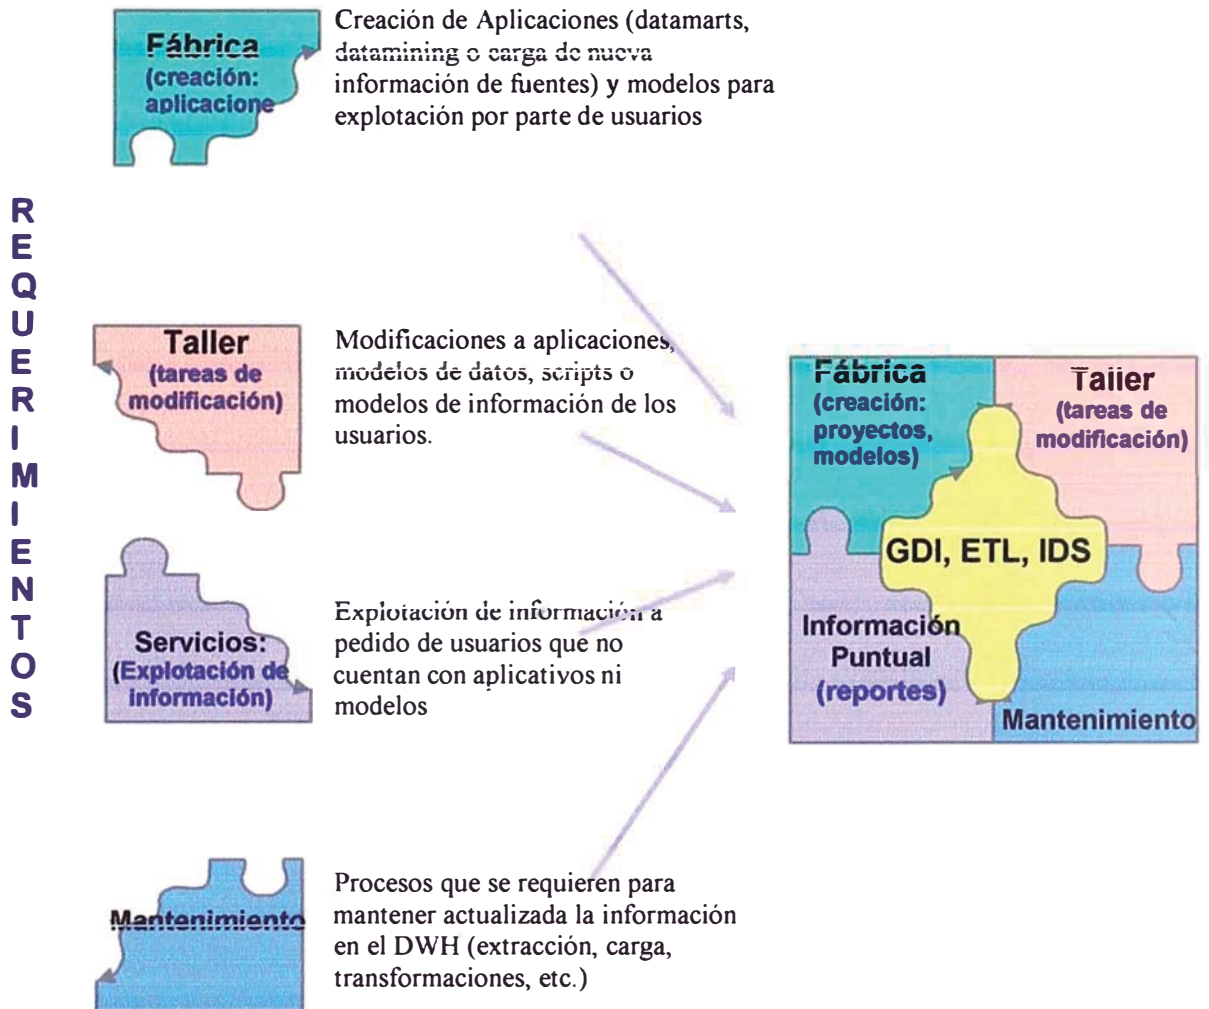 REQUERIMIENTOS
Fábrica
(creación:
aplicacione
Creación de Aplicaciones (datamarts,
datamining o carga de nueva
información de fuentes) y modelos para
explotación por parte de usuarios
Taller
(tareas de
modificación)
Modificaciones a aplicaciones,
modelos de datos, scripts o
modelos de información de los
usuarios.
Servicios:
(Explotación de
información)
Explotación de información a
pedido de usuarios que no
cuentan con aplicativos ni
modelos
Mantenimiento
Procesos que se requieren para
mantener actualizada la información
en el DWH (extracción, carga,
transformaciones, etc.)
Fábrica
(creación:
proyectos,
modelos)
Taller
(tareas de
modificación)
GDI, ETL, IDS
Información
Puntual
(reportes)
Mantenimiento